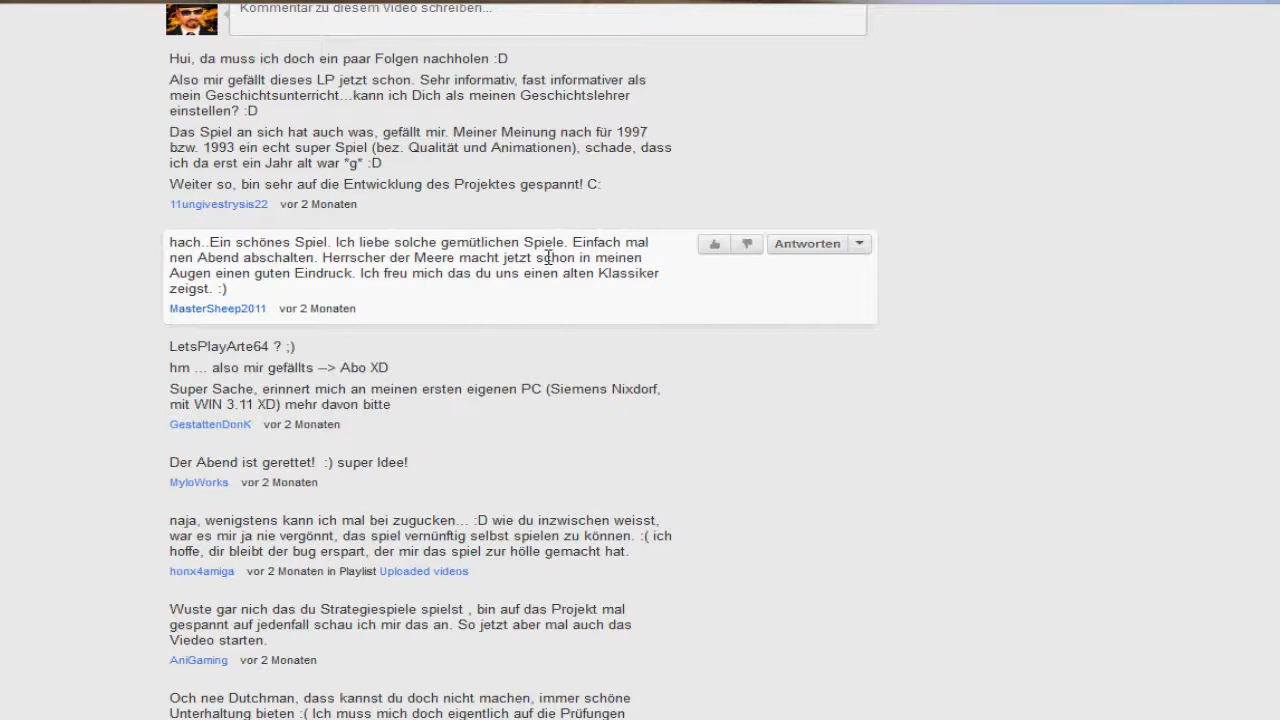 Kommentar zu diesem Video schreiben...
Hui, da muss ich doch ein paar Folgen nachholen :D
Also mir gefällt dieses LP jetzt schon. Sehr informativ, fast informativer als
mein Geschichtsunterricht...kann ich Dich als meinen Geschichtslehrer
einstellen? :D
Das Spiel an sich hat auch was, gefällt mir. Meiner Meinung nach für 1997
bzw. 1993 ein echt super Spiel (bez. Qualität und Animationen), schade, dass
ich da erst ein Jahr alt war *g* :D
Weiter so, bin sehr auf die Entwicklung des Projektes gespannt! C:
11ungivestrysis22 vor 2 Monaten
hach..Ein schönes Spiel. Ich liebe solche gemütlichen Spiele. Einfach mal
nen Abend abschalten. Herrscher der Meere macht jetzt schon in meinen
Augen einen guten Eindruck. Ich freu mich das du uns einen alten Klassiker
zeigst. :)
Antworten
MasterSheep2011 vor 2 Monaten
LetsPlayArte64 ? ;)
hm ... also mir gefällts --> Abo XD
Super Sache, erinnert mich an meinen ersten eigenen PC (Siemens Nixdorf,
mit WIN 3.11 XD) mehr davon bitte
GestattenDonK vor 2 Monaten
Der Abend ist gerettet! :) super Idee!
MyloWorks vor 2 Monaten
naja, wenigstens kann ich mal bei zugucken... :D wie du inzwischen weisst,
war es mir ja nie vergönnt, das spiel vernünftig selbst spielen zu können. :( ich
hoffe, dir bleibt der bug erspart, der mir das spiel zur hölle gemacht hat.
honx4amiga vor 2 Monaten in Playlist Uploaded videos
Wuste gar nich das du Strategiespiele spielst , bin auf das Projekt mal
gespannt auf jedenfall schau ich mir das an. So jetzt aber mal auch das
Viedeo starten.
AniGaming vor 2 Monaten
Och nee Dutchman, dass kannst du doch nicht machen, immer schöne
Unterhaltung bieten :( Ich muss mich doch eigentlich auf die Prüfungen